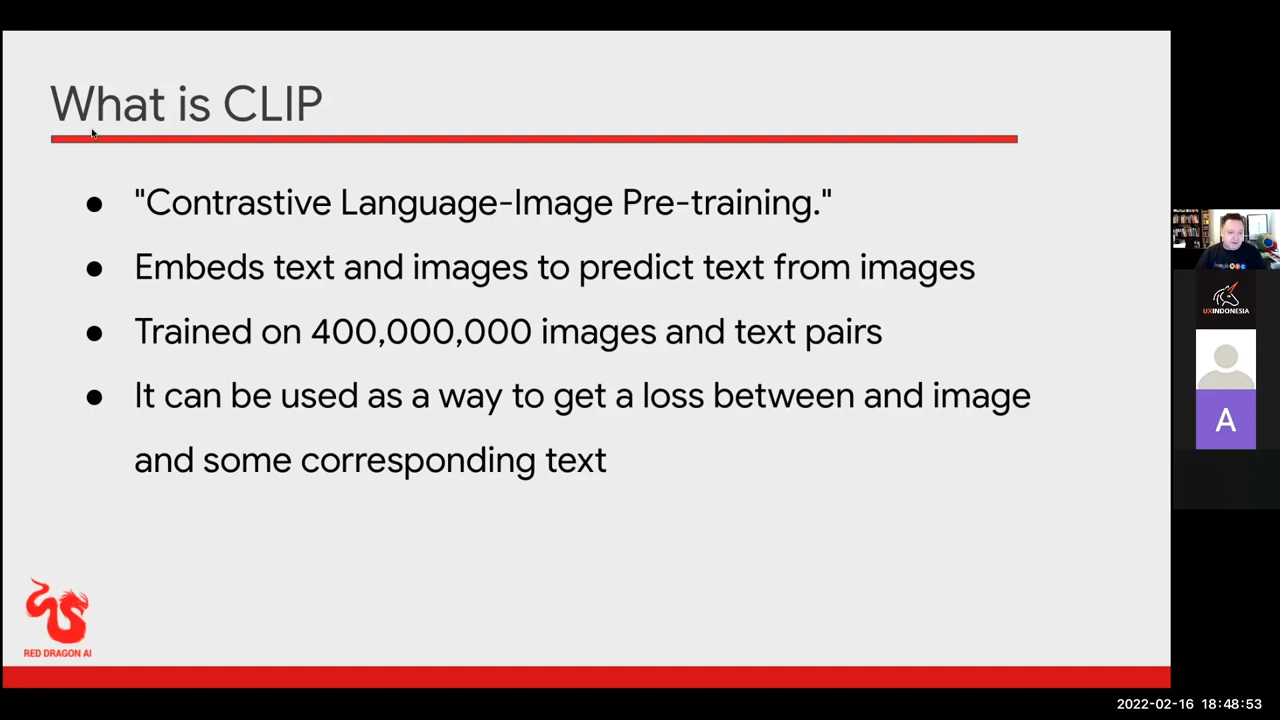 What is CLIP
● "Contrastive Language-Image Pre-training."
● Embeds text and images to predict text from images
● Trained on 400,000,000 images and text pairs
● It can be used as a way to get a loss between and image
and some corresponding text
RED DRAGON AI
UXINDONESIA
A
2022-02-16 18:48:53